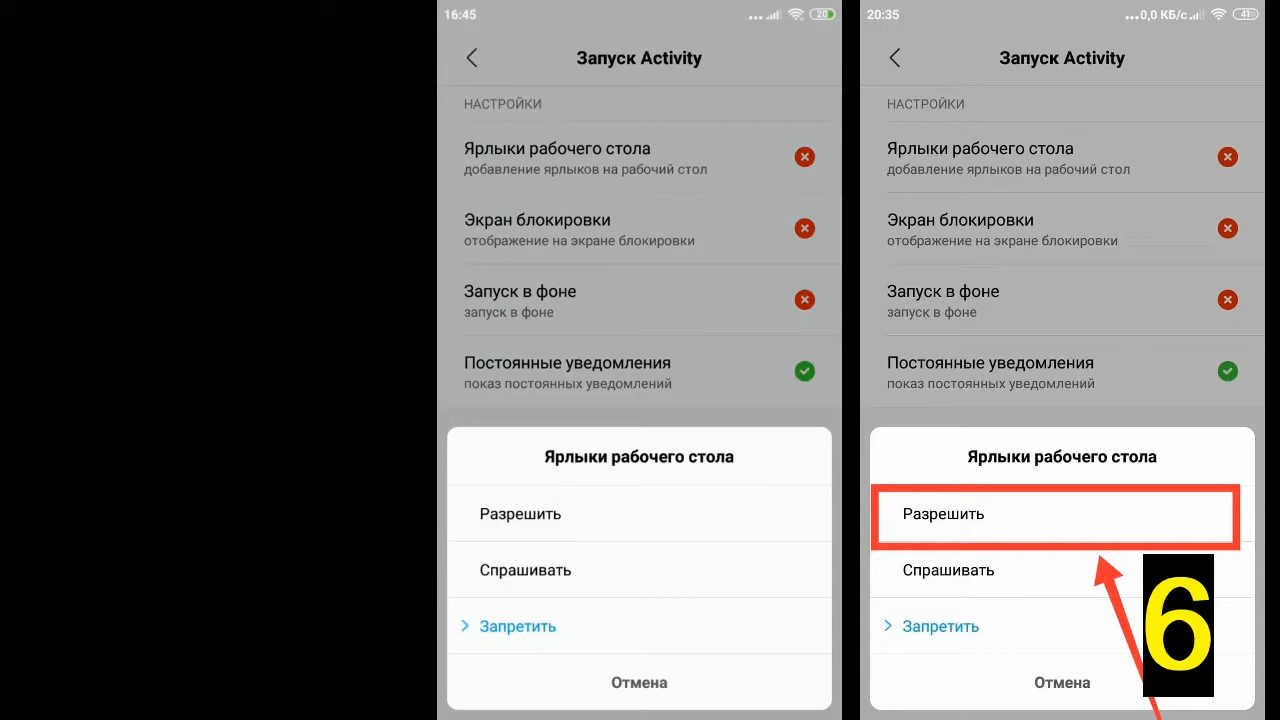 16:45
20
Запуск Activity
НАСТРОЙКИ
Ярлыки рабочего стола
добавление ярлыков на рабочий стол
Экран блокировки
отображение на экране блокировки
Запуск в фоне
запуск в фоне
Постоянные уведомления
показ постоянных уведомлений
Ярлыки рабочего стола
Разрешить
Спрашивать
Запретить
Отмена
20:35
...0,0 КБ/с
41
Запуск Activity
НАСТРОЙКИ
Ярлыки рабочего стола
добавление ярлыков на рабочий стол
Экран блокировки
отображение на экране блокировки
Запуск в фоне
запуск в фоне
Постоянные уведомления
показ постоянных уведомлений
Ярлыки рабочего стола
Разрешить
Спрашивать
Запретить
Отмена
6